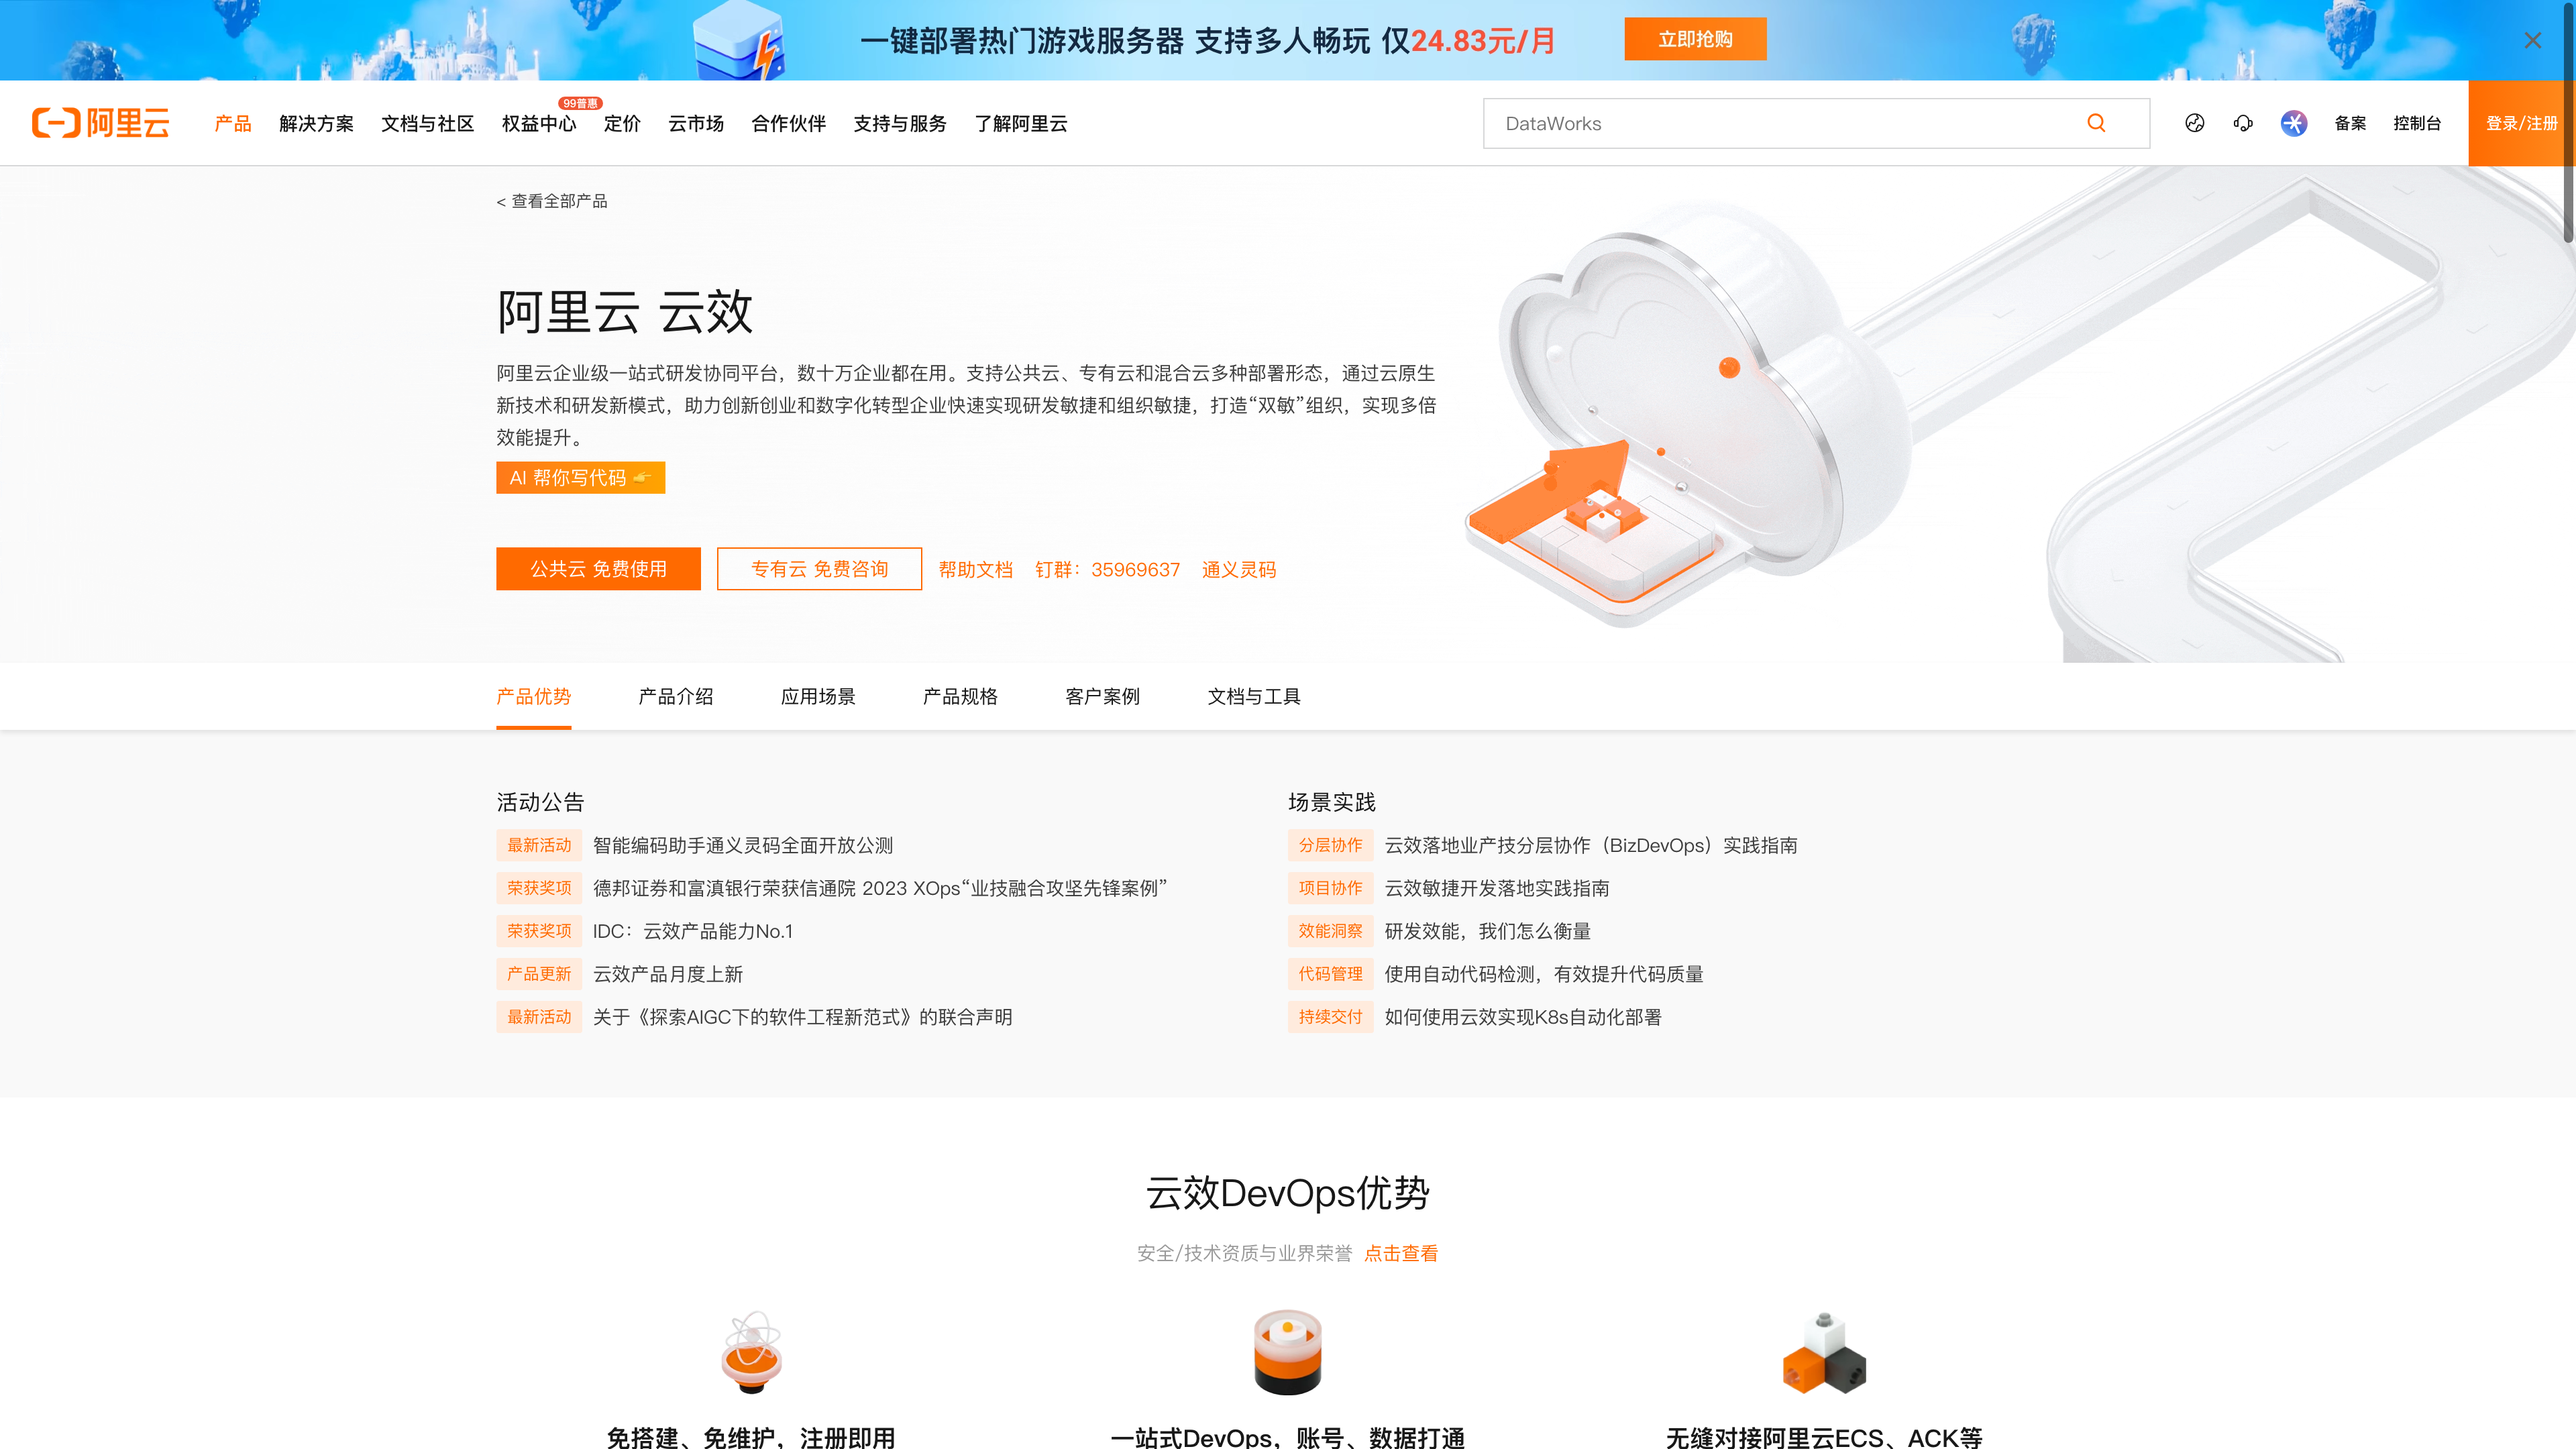 一键部署热门游戏服务器 支持多人畅玩 仅24.83元/月
立即抢购
阿里云
产品
解决方案
文档与社区
权益中心
99普惠
定价
云市场
合作伙伴
支持与服务
了解阿里云
DataWorks
备案
控制台
登录/注册
< 查看全部产品
阿里云 云效
阿里云企业级一站式研发协同平台，数十万企业都在用。支持公共云、专有云和混合云多种部署形态，通过云原生
新技术和研发新模式，助力创新创业和数字化转型企业快速实现研发敏捷和组织敏捷，打造“双敏”组织，实现多倍
效能提升。
AI 帮你写代码 👉
公共云 免费使用
专有云 免费咨询
帮助文档
钉群：35969637
通义灵码
产品优势
产品介绍
应用场景
产品规格
客户案例
文档与工具
活动公告
最新活动 智能编码助手通义灵码全面开放公测
荣获奖项 德邦证券和富滇银行荣获信通院 2023 XOps“业技融合攻坚先锋案例”
荣获奖项 IDC：云效产品能力No.1
产品更新 云效产品月度上新
最新活动 关于《探索AIGC下的软件工程新范式》的联合声明
场景实践
分层协作 云效落地业产技分层协作（BizDevOps）实践指南
项目协作 云效敏捷开发落地实践指南
效能洞察 研发效能，我们怎么衡量
代码管理 使用自动代码检测，有效提升代码质量
持续交付 如何使用云效实现K8s自动化部署
云效DevOps优势
安全/技术资质与业界荣誉 点击查看
免搭建、免维护，注册即用
一站式DevOps，账号、数据打通
无缝对接阿里云ECS、ACK等